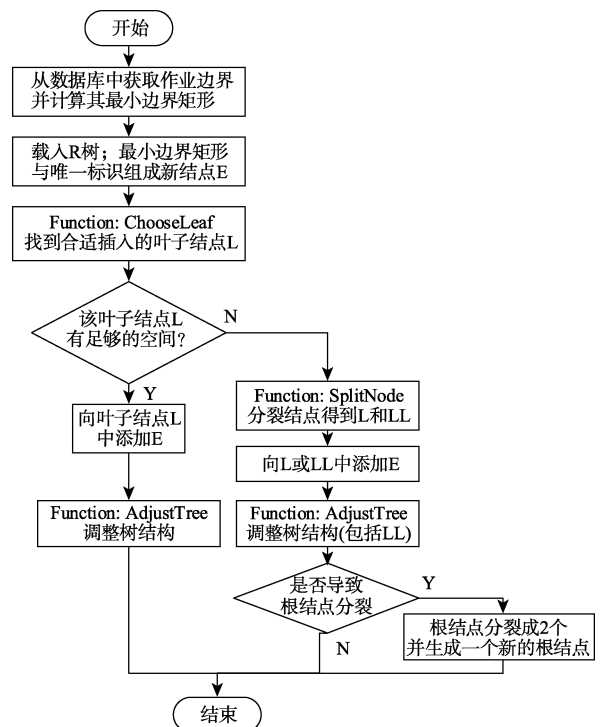 开始
从数据库中获取作业边界
并计算其最小边界矩形
载入R树；最小边界矩形
与唯一标识组成新结点E
Function: ChooseLeaf
找到合适插入的叶子结点L
该叶子结点L
有足够的空间?
N
Y
向叶子结点L
中添加E
Function: AdjustTree
调整树结构
Function: SplitNode
分裂结点得到L和LL
向L或LL中添加E
Function: AdjustTree
调整树结构(包括LL)
是否导致
根结点分裂
Y
N
根结点分裂成2个
并生成一个新的根结点
结束